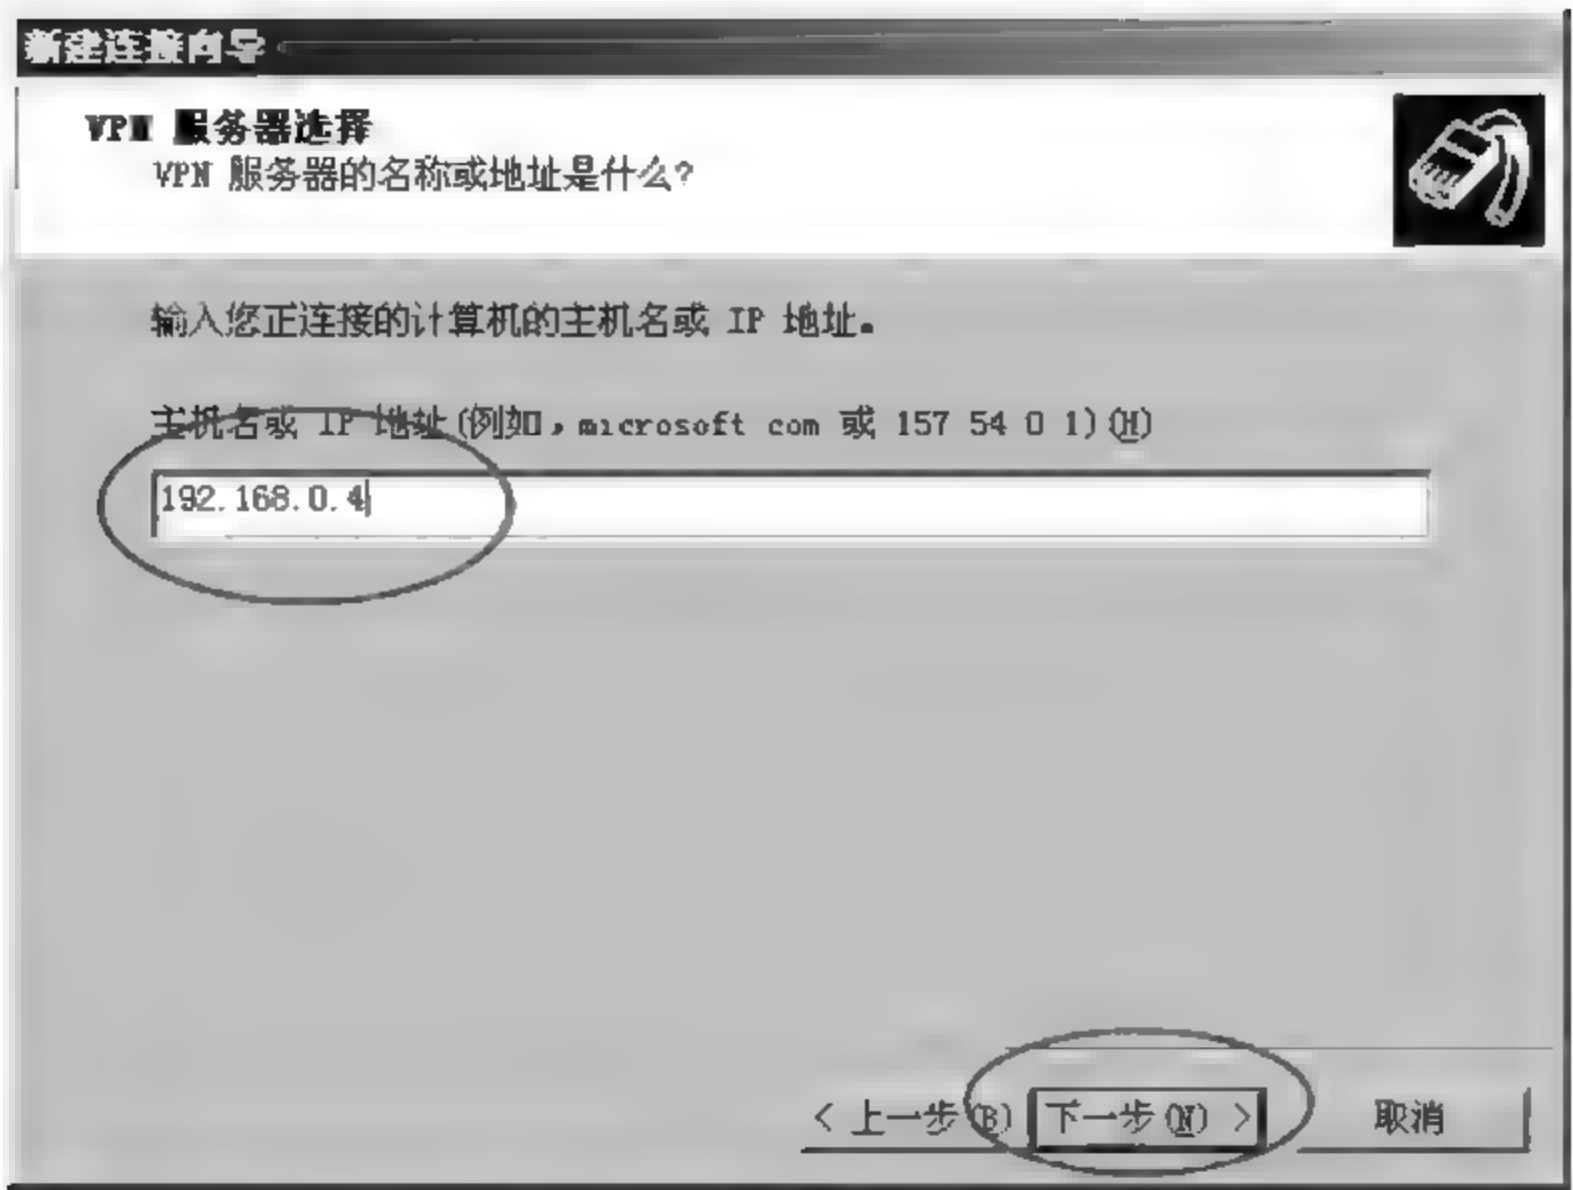 新建连接向导
VPN 服务器选择
VPN 服务器的名称或地址是什么?
输入您正连接的计算机的主机名或 IP 地址。
主机名或 IP 地址(例如,microsoft com 或 157 54 0 1)(H)
192.168.0.4
< 上一步(B) 下一步(N) > 取消